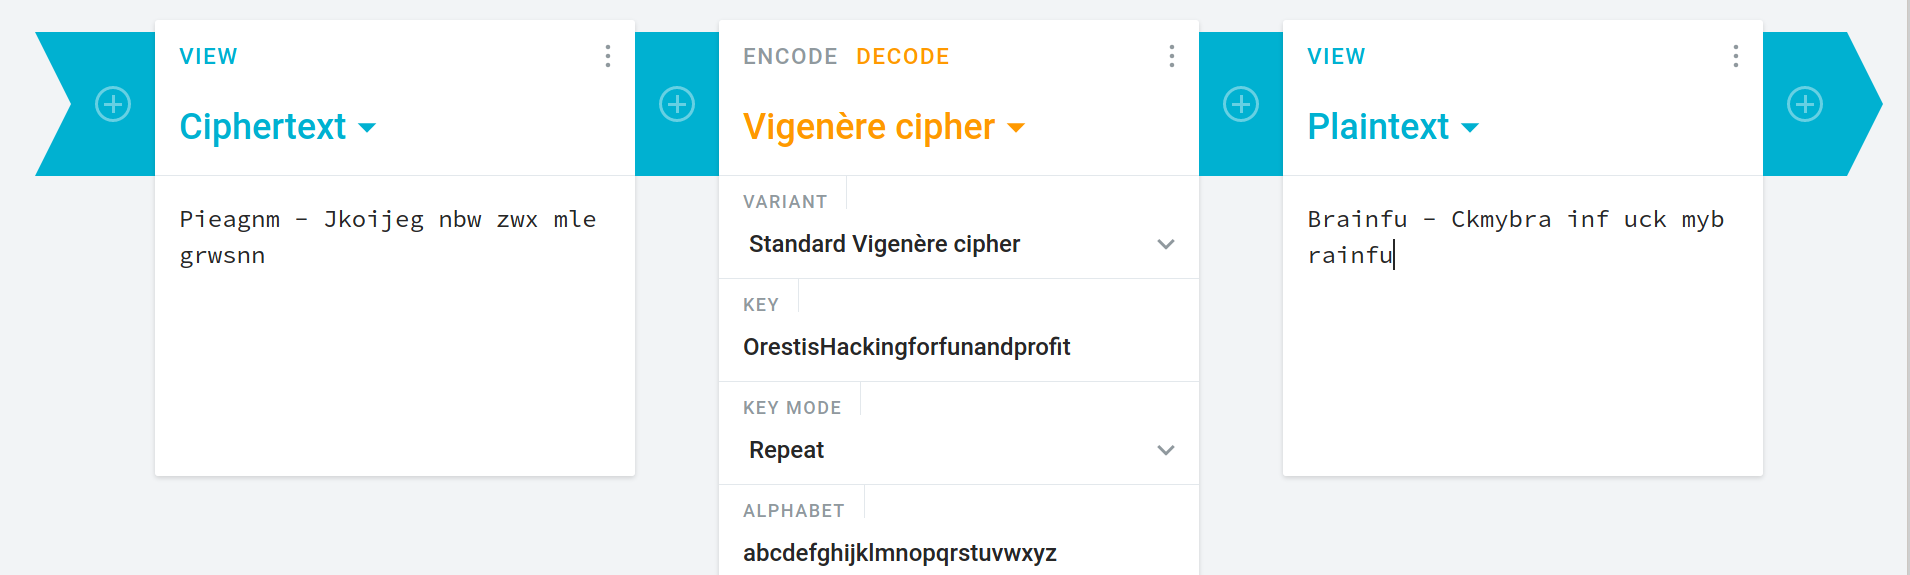 VIEW
Ciphertext
Pieagnm - Jkoijeg nbw zwx mle
grwsnn
ENCODE DECODE
Vigenère cipher
VARIANT
Standard Vigenère cipher
KEY
OrestisHackingforfunandprofit
KEY MODE
Repeat
ALPHABET
abcdefghijklmnopqrstuvwxyz
VIEW
Plaintext
Brainfu - Ckmybra inf uck myb
rainfu